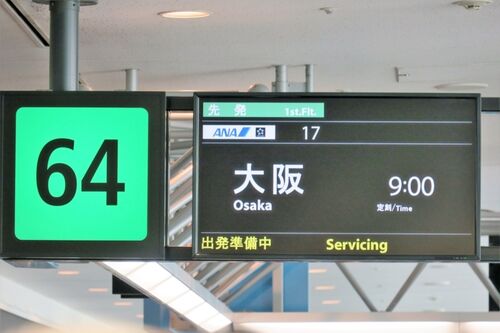 64
先発 1st.Flt.
ANA 17
大阪 9:00
Osaka 定刻/Time
出発準備中 Servicing